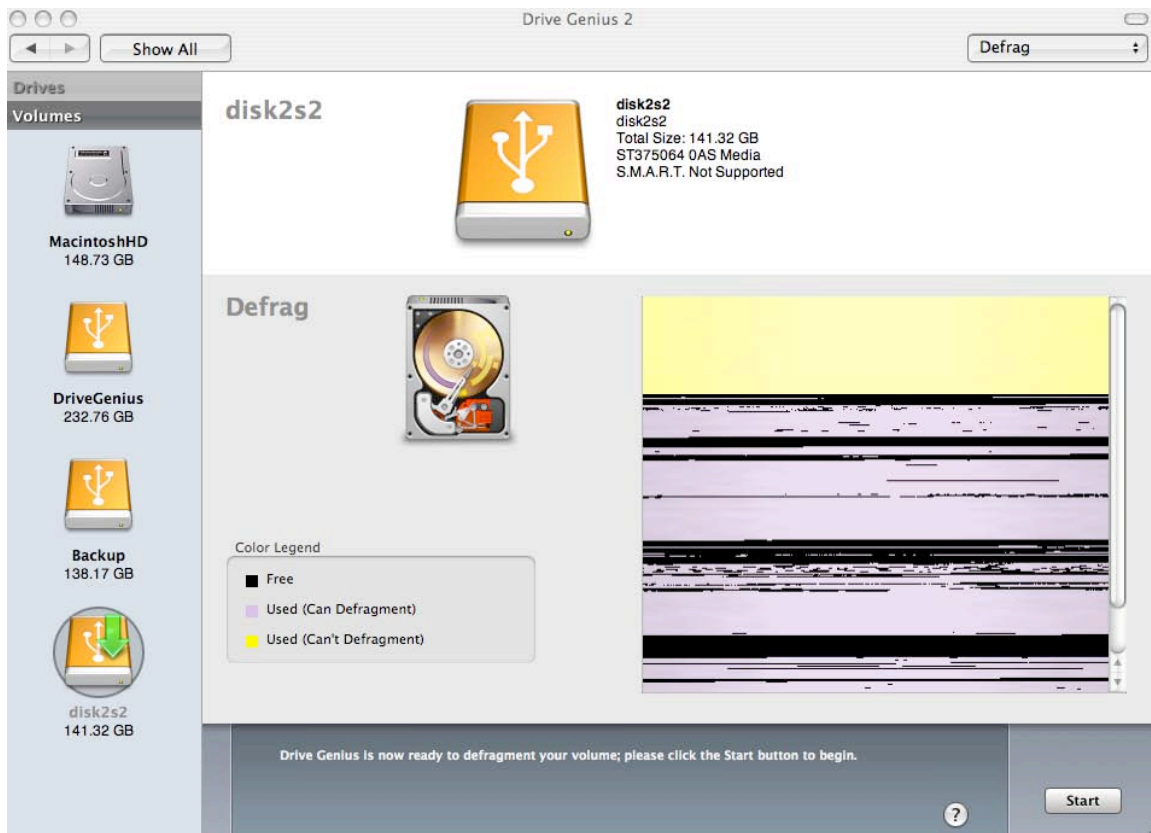 Drive Genius 2
Show All
Defrag
Drives
Volumes
MacintoshHD
148.73 GB
DriveGenius
232.76 GB
Backup
138.17 GB
disk2s2
141.32 GB
disk2s2
disk2s2
disk2s2
Total Size: 141.32 GB
ST375064 0AS Media
S.M.A.R.T. Not Supported
Defrag
Color Legend
Free
Used (Can Defragment)
Used (Can't Defragment)
Drive Genius is now ready to defragment your volume; please click the Start button to begin.
?
Start